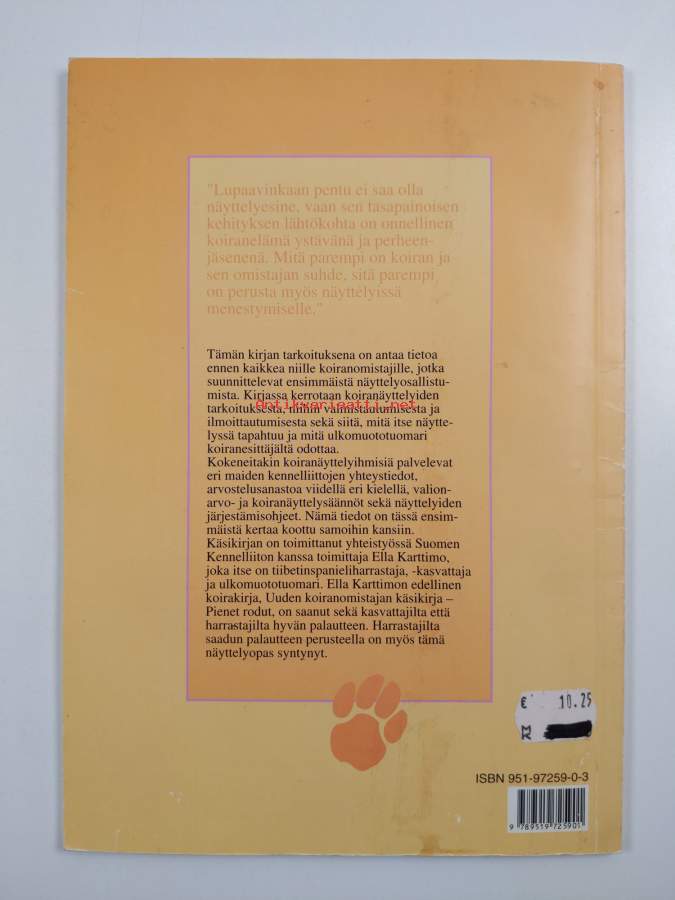 "Lupaavinkaan pentu ei saa olla
näyttelyesine, vaan sen tasapainoisen
kehityksen lähtökohta on onnellinen
koiranelämä ystävänä ja perheen-
jäsenenä. Mitä parempi on koiran ja
sen omistajan suhde, sitä parempi
on perusta myös näyttelyissä
menestymiselle."
Tämän kirjan tarkoituksena on antaa tietoa
ennen kaikkea niille koiranomistajille, jotka
suunnittelevat ensimmäistä näyttelyosallistu-
mista. Kirjassa kerrotaan koiranäyttelyiden
tarkoituksesta, niihin valmistautumisesta ja
Antikvariaatti.net
ilmoittautumisesta sekä siitä, mitä itse näytte-
lyssä tapahtuu ja mitä ulkomuototuomari
koiranesittäjältä odottaa.
Kokeneitakin koiranäyttelyihmisiä palvelevat
eri maiden kennelliittojen yhteystiedot,
arvostelusanastoa viidellä eri kielellä, valion-
arvo- ja koiranäyttelysäännöt sekä näyttelyiden
järjestämisohjeet. Nämä tiedot on tässä ensim-
mäistä kertaa koottu samoihin kansiin.
Käsikirjan on toimittanut yhteistyössä Suomen
Kennelliiton kanssa toimittaja Ella Karttimo,
joka itse on tiibetinspanieliharrastaja, -kasvattaja
ja ulkomuototuomari. Ella Karttimon edellinen
koirakirja, Uuden koiranomistajan käsikirja –
Pienet rodut, on saanut sekä kasvattajilta että
harrastajilta hyvän palautteen. Harrastajilta
saadun palautteen perusteella on myös tämä
näyttelyopas syntynyt.
€ 10.25
MK
ISBN 951-97259-0-3
9 789519 725901